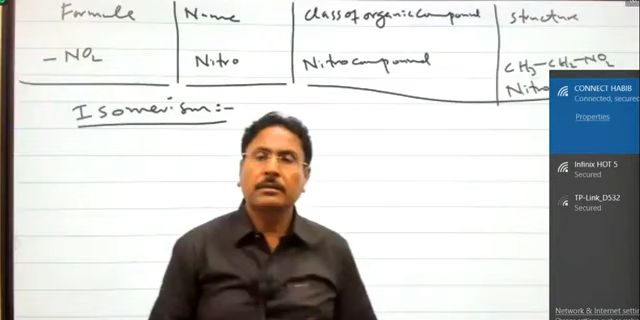 Formula Name Class of organic compound Structure
- NO2 Nitro Nitro compound CH3-CH2-NO2
Nitro
Isomerism:-
CONNECT HABIB
Connected, secured
Properties
Infinix HOT 5
Secured
TP-Link_D532
Secured
Network & Internet setti